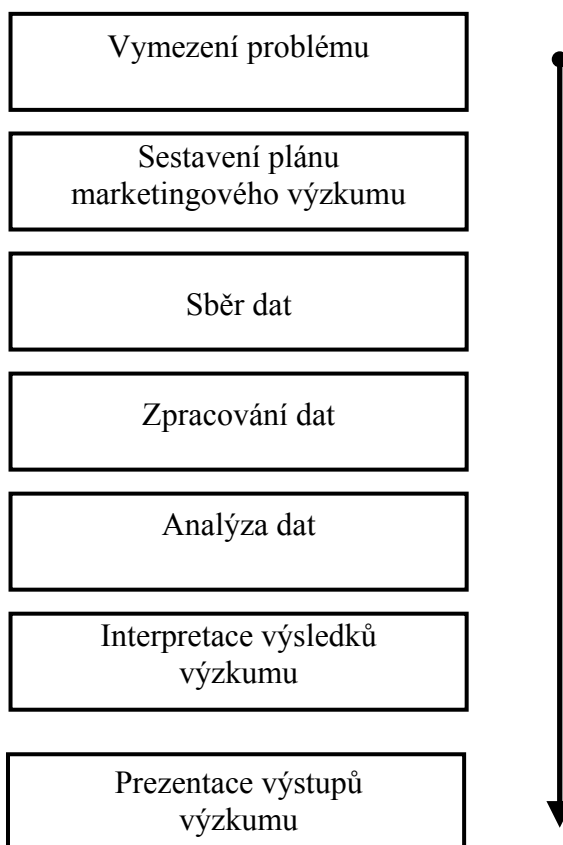 Vymezení problému
Sestavení plánu
marketingového výzkumu
Sběr dat
Zpracování dat
Analýza dat
Interpretace výsledků
výzkumu
Prezentace výstupů
výzkumu